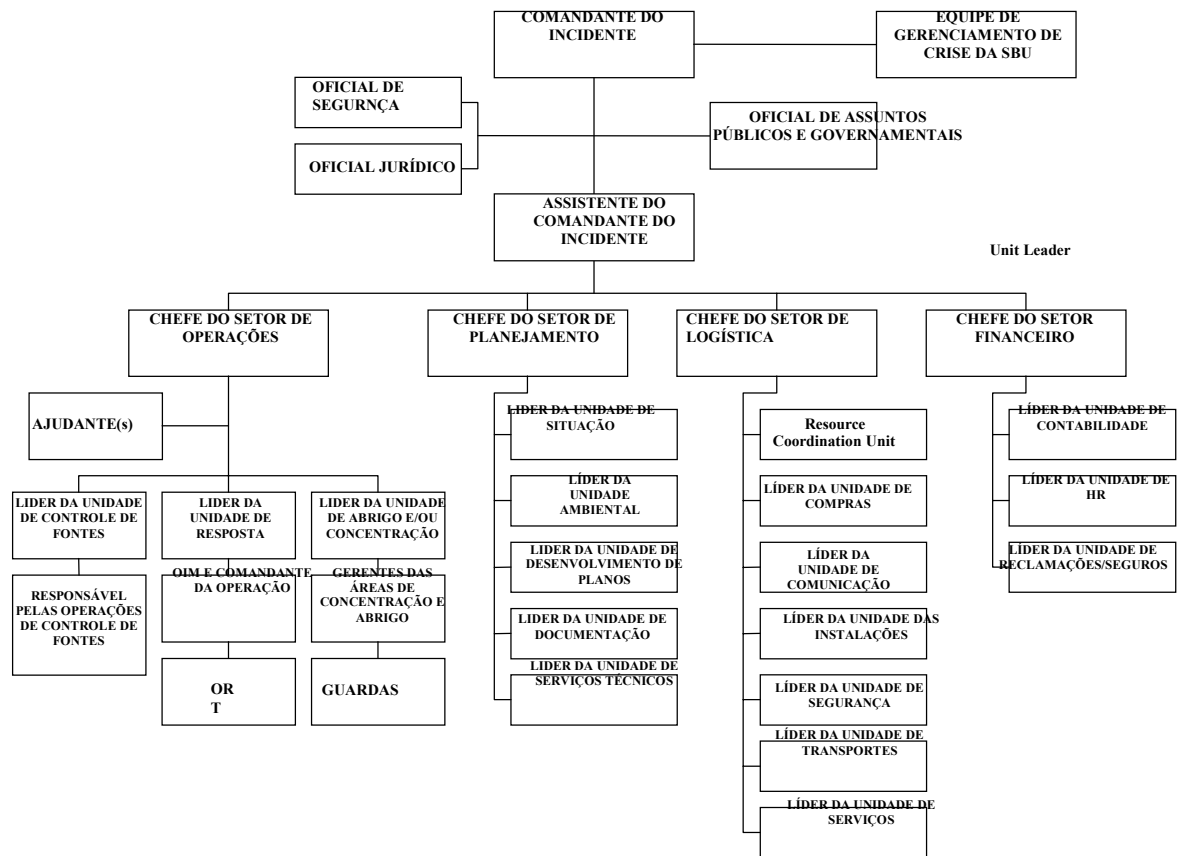 COMANDANTE DO
INCIDENTE
EQUIPE DE
GERENCIAMENTO DE
CRISE DA SBU
OFICIAL DE
SEGURNÇA
OFICIAL DE ASSUNTOS
PÚBLICOS E GOVERNAMENTAIS
OFICIAL JURÍDICO
ASSISTENTE DO
COMANDANTE DO
INCIDENTE
Unit Leader
CHEFE DO SETOR DE
OPERAÇÕES
CHEFE DO SETOR DE
PLANEJAMENTO
CHEFE DO SETOR DE
LOGÍSTICA
CHEFE DO SETOR
FINANCEIRO
AJUDANTE(s)
LIDER DA UNIDADE
DE CONTROLE DE
FONTES
LIDER DA
UNIDADE DE
RESPOSTA
LIDER DA UNIDADE
DE ABRIGO E/OU
CONCENTRAÇÃO
RESPONSÁVEL
PELAS OPERAÇÕES
DE CONTROLE DE
FONTES
OIM E COMANDANTE
DA OPERAÇÃO
GERENTES DAS
ÁREAS DE
CONCENTRAÇÃO E
ABRIGO
OR
T
GUARDAS
LIDER DA UNIDADE DE
SITUAÇÃO
LÍDER DA
UNIDADE
AMBIENTAL
LIDER DA UNIDADE DE
DESENVOLVIMENTO DE
PLANOS
LIDER DA UNIDADE DE
DOCUMENTAÇÃO
LIDER DA UNIDADE DE
SERVIÇOS TÉCNICOS
Resource
Coordination Unit
LÍDER DA UNIDADE DE
COMPRAS
LÍDER DA
UNIDADE DE
COMUNICAÇÃO
LÍDER DA UNIDADE DAS
INSTALAÇÕES
LÍDER DA UNIDADE DE
SEGURANÇA
LÍDER DA UNIDADE DE
TRANSPORTES
LÍDER DA UNIDADE DE
SERVIÇOS
LÍDER DA UNIDADE DE
CONTABILIDADE
LÍDER DA UNIDADE DE
HR
LÍDER DA UNIDADE DE
RECLAMAÇÕES/SEGUROS